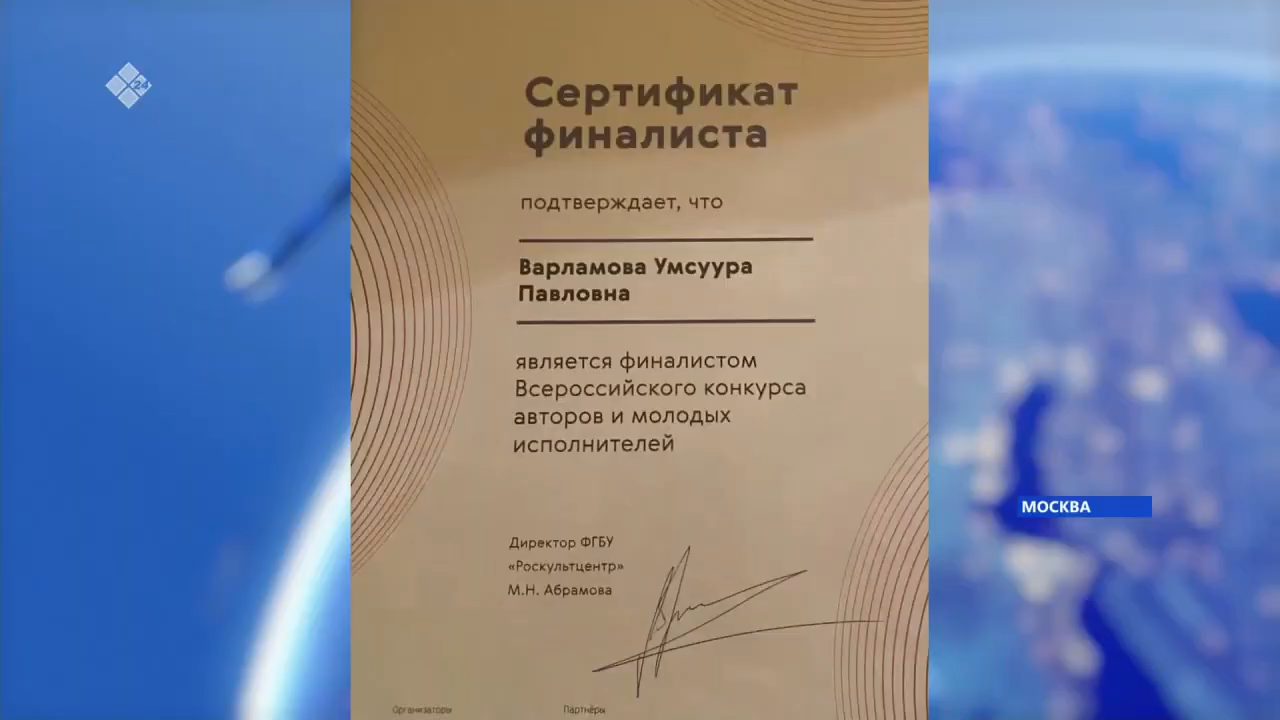 24
Сертификат
финалиста
подтверждает, что
Варламова Умсуура
Павловна
является финалистом
Всероссийского конкурса
авторов и молодых
исполнителей
Директор ФГБУ
«Роскультцентр»
М.Н. Абрамова
Организаторы
Партнёры
МОСКВА